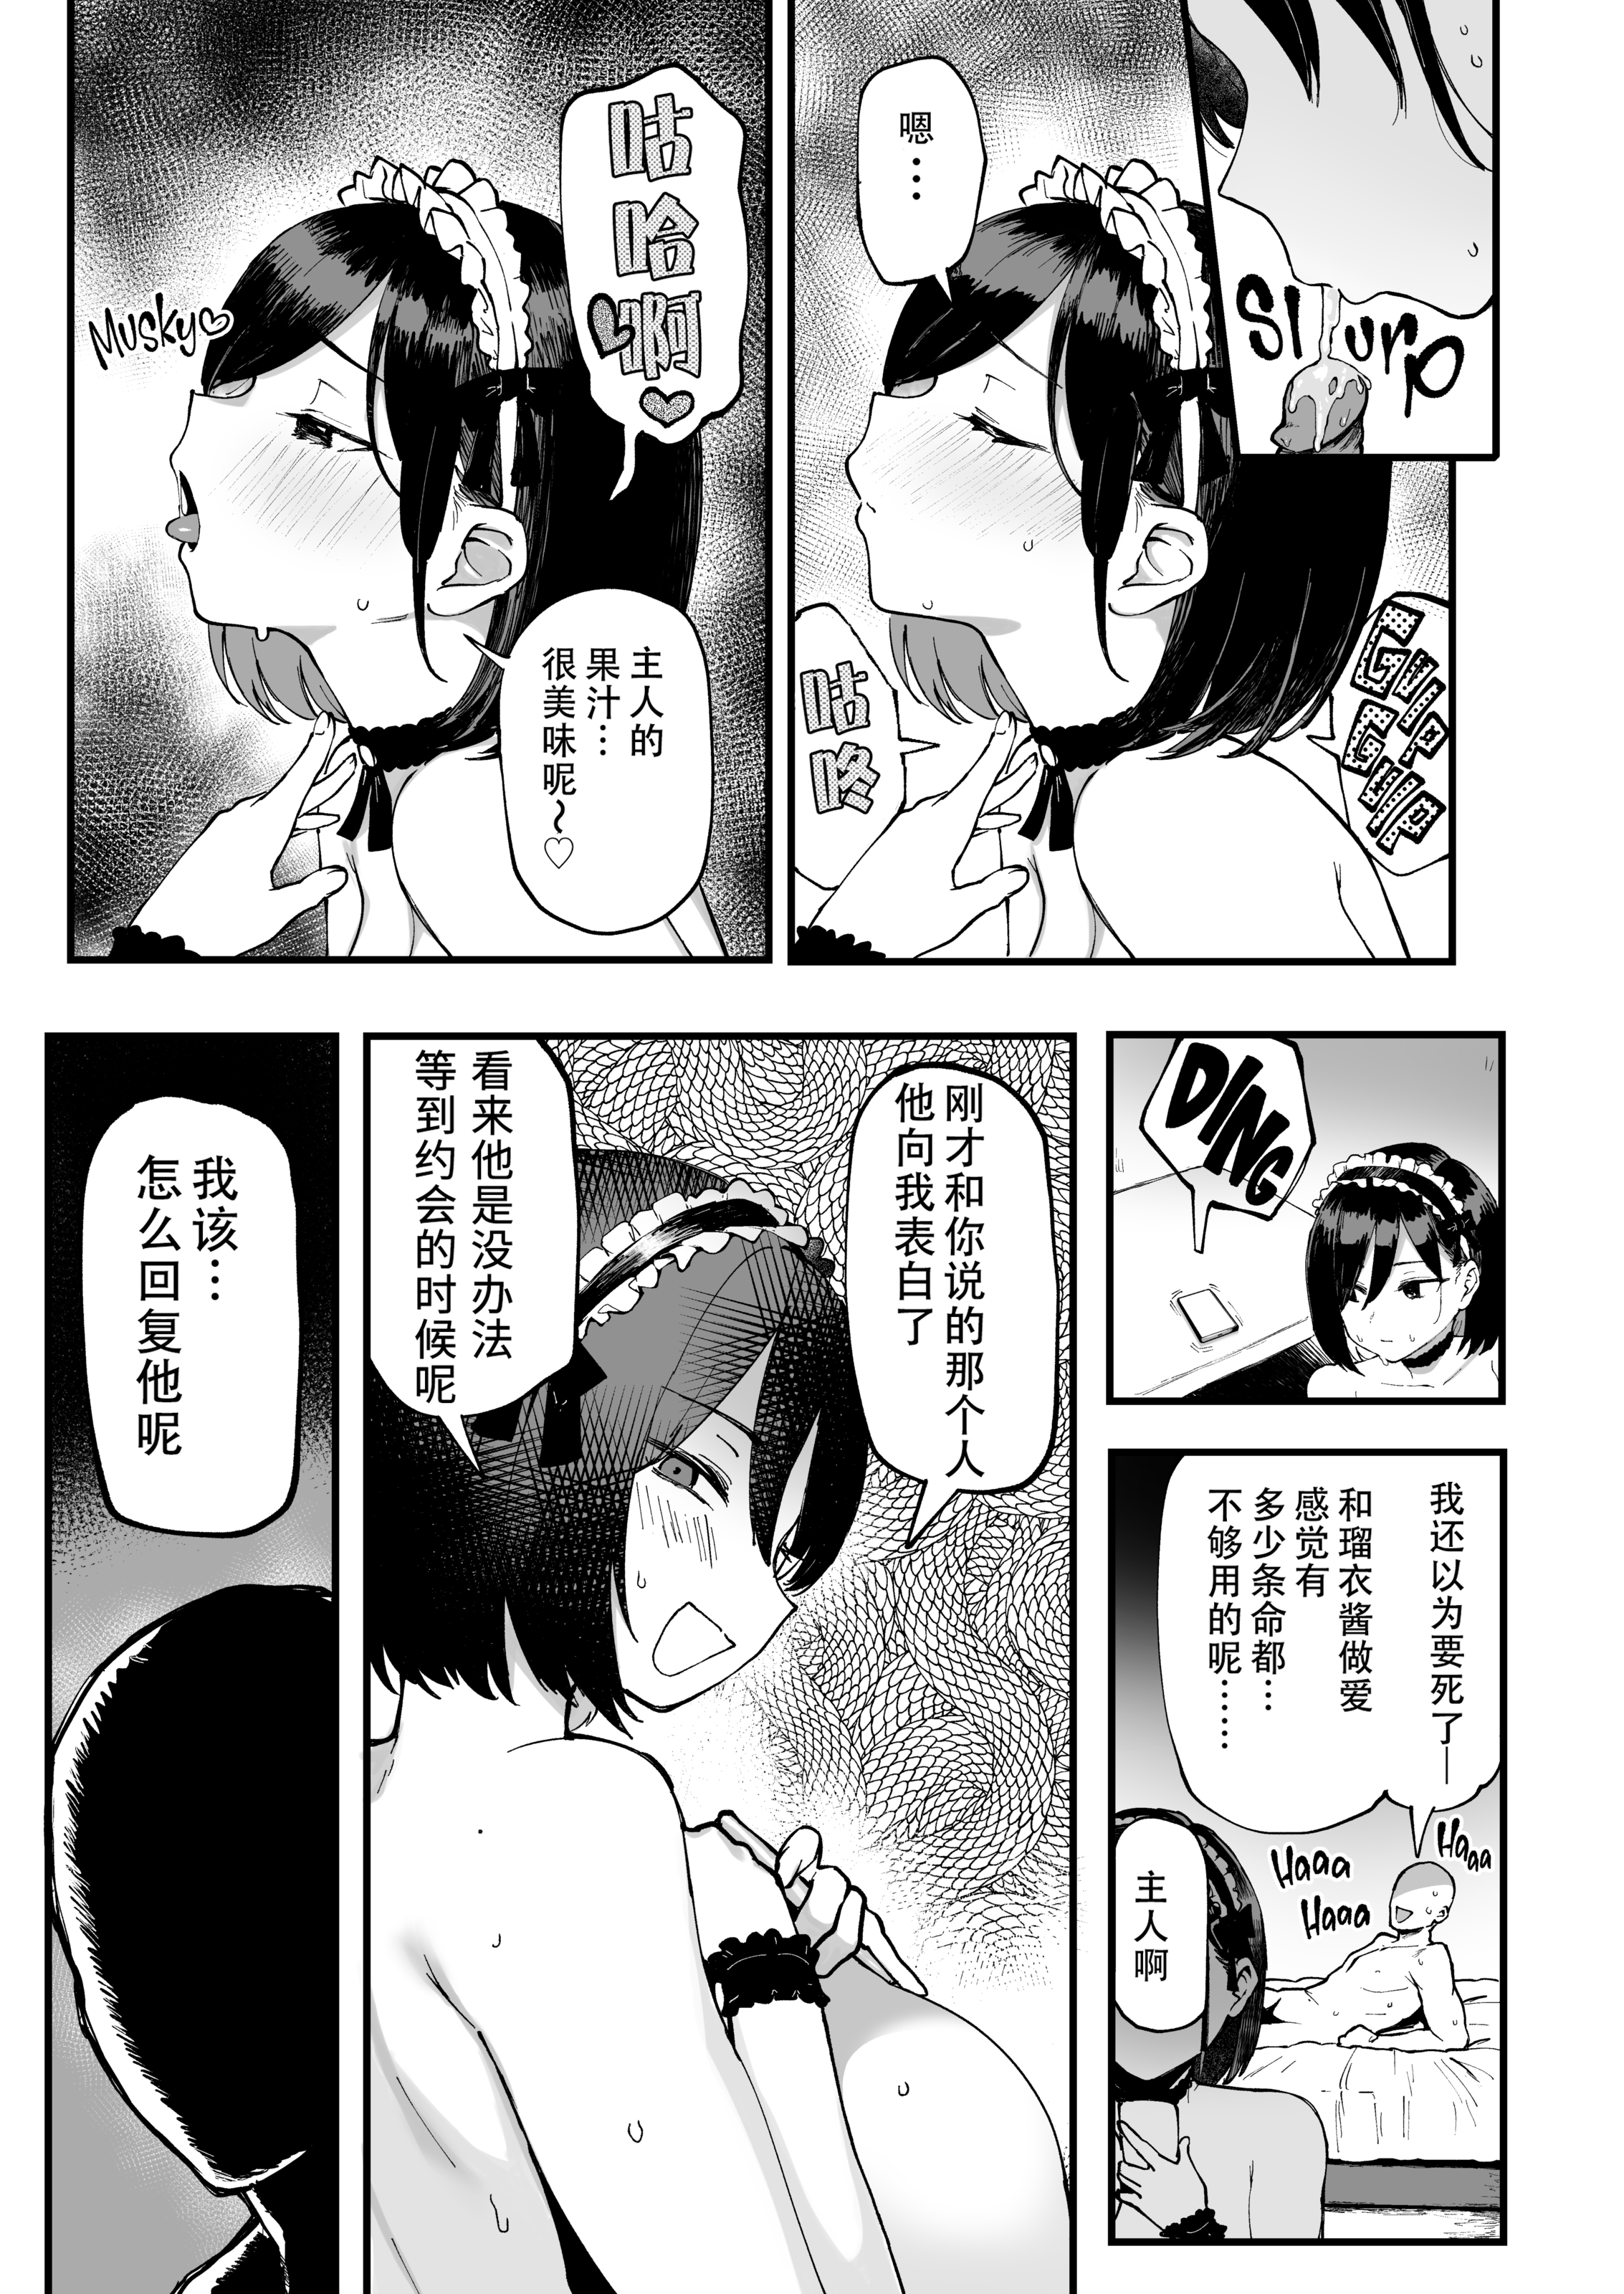 Slurp
嗯…
Gulp
Gulp
咕咚
咕哈啊♥♥
Musky♡
主人的
果汁…
很美味呢~♡
DING
我还以为要死了—
和瑠衣酱做爱
感觉有
多少条命都…
不够用的呢……
Haaa
Haaa
Haaa
主人啊
刚才和你说的那个人
他向我表白了
看来他是没办法
等到约会的时候呢
我该…
怎么回复他呢